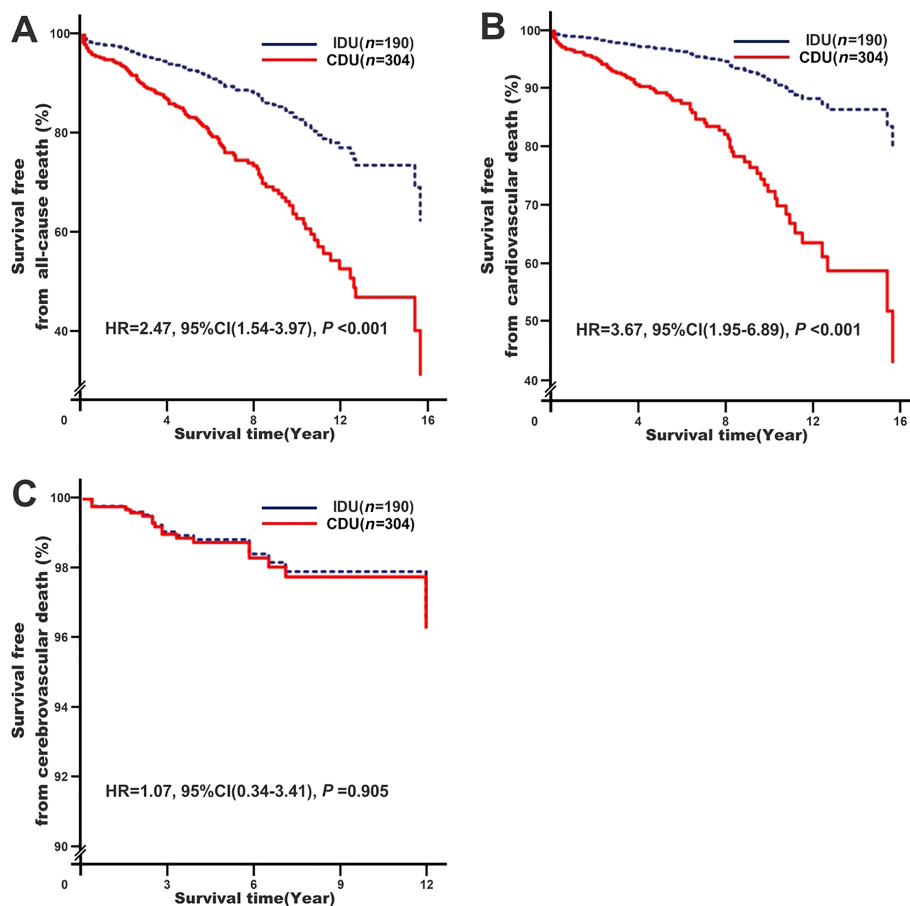 A
IDU(n=190)
CDU(n=304)
Survival free
from all-cause death (%)
100
80
60
40
0
4
8
12
16
HR=2.47, 95%CI(1.54-3.97), P <0.001
Survival time(Year)
B
IDU(n=190)
CDU(n=304)
Survival free
from cardiovascular death (%)
100
90
80
70
60
50
40
0
4
8
12
16
HR=3.67, 95%CI(1.95-6.89), P <0.001
Survival time(Year)
C
IDU(n=190)
CDU(n=304)
Survival free
from cerebrovascular death (%)
100
98
96
94
92
90
0
3
6
9
12
HR=1.07, 95%CI(0.34-3.41), P =0.905
Survival time(Year)